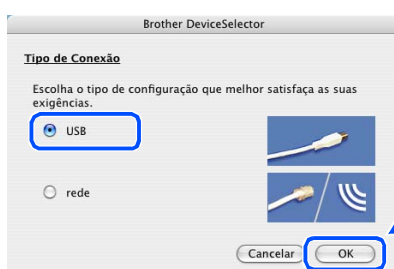 Brother DeviceSelector
Tipo de Conexão
Escolha o tipo de configuração que melhor satisfaça as suas
exigências.
USB
rede
Cancelar OK